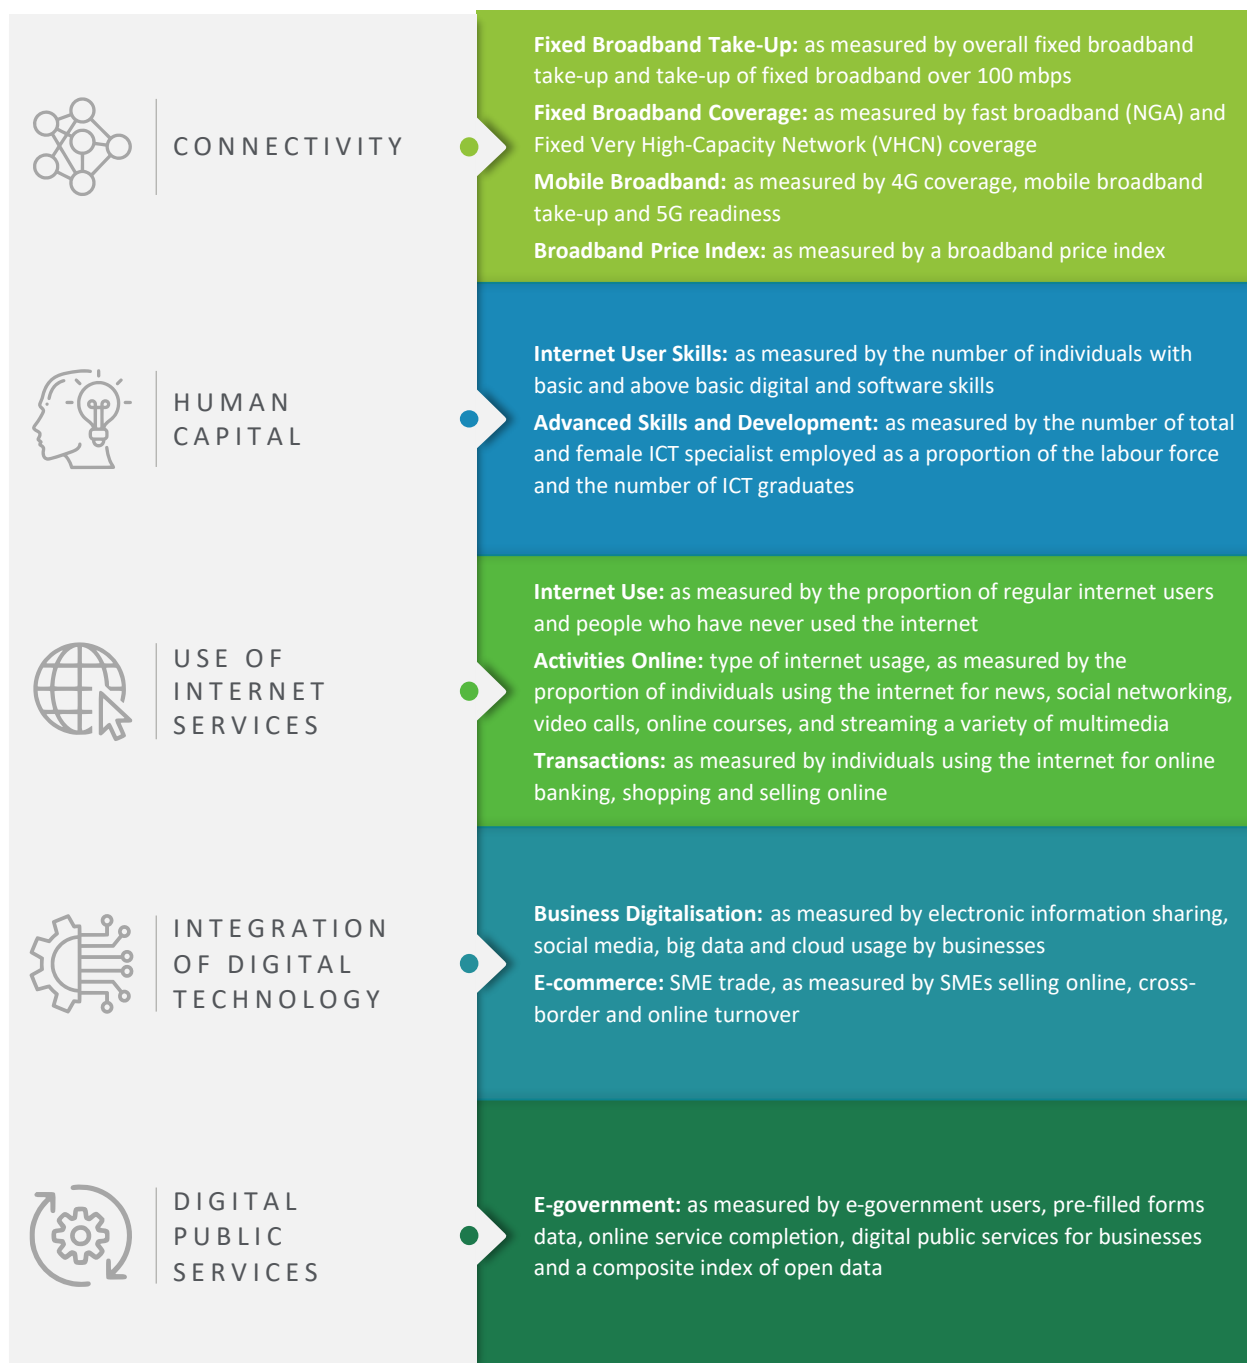 CONNECTIVITY
Fixed Broadband Take-Up: as measured by overall fixed broadband
take-up and take-up of fixed broadband over 100 mbps
Fixed Broadband Coverage: as measured by fast broadband (NGA) and
Fixed Very High-Capacity Network (VHCN) coverage
Mobile Broadband: as measured by 4G coverage, mobile broadband
take-up and 5G readiness
Broadband Price Index: as measured by a broadband price index
HUMAN
CAPITAL
Internet User Skills: as measured by the number of individuals with
basic and above basic digital and software skills
Advanced Skills and Development: as measured by the number of total
and female ICT specialist employed as a proportion of the labour force
and the number of ICT graduates
USE OF
INTERNET
SERVICES
Internet Use: as measured by the proportion of regular internet users
and people who have never used the internet
Activities Online: type of internet usage, as measured by the
proportion of individuals using the internet for news, social networking,
video calls, online courses, and streaming a variety of multimedia
Transactions: as measured by individuals using the internet for online
banking, shopping and selling online
INTEGRATION
OF DIGITAL
TECHNOLOGY
Business Digitalisation: as measured by electronic information sharing,
social media, big data and cloud usage by businesses
E-commerce: SME trade, as measured by SMEs selling online, cross-
border and online turnover
DIGITAL
PUBLIC
SERVICES
E-government: as measured by e-government users, pre-filled forms
data, online service completion, digital public services for businesses
and a composite index of open data